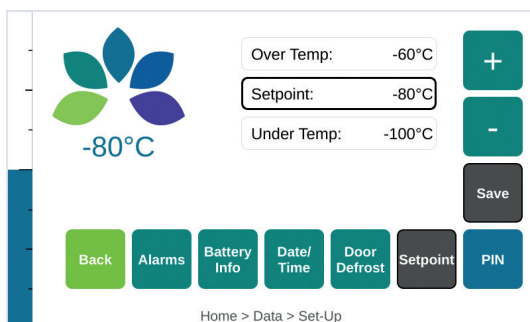 -80°C
Over Temp: -60°C
Setpoint: -80°C
Under Temp: -100°C
+
-
Save
Back
Alarms
Battery
Info
Date/
Time
Door
Defrost
Setpoint
PIN
Home > Data > Set-Up